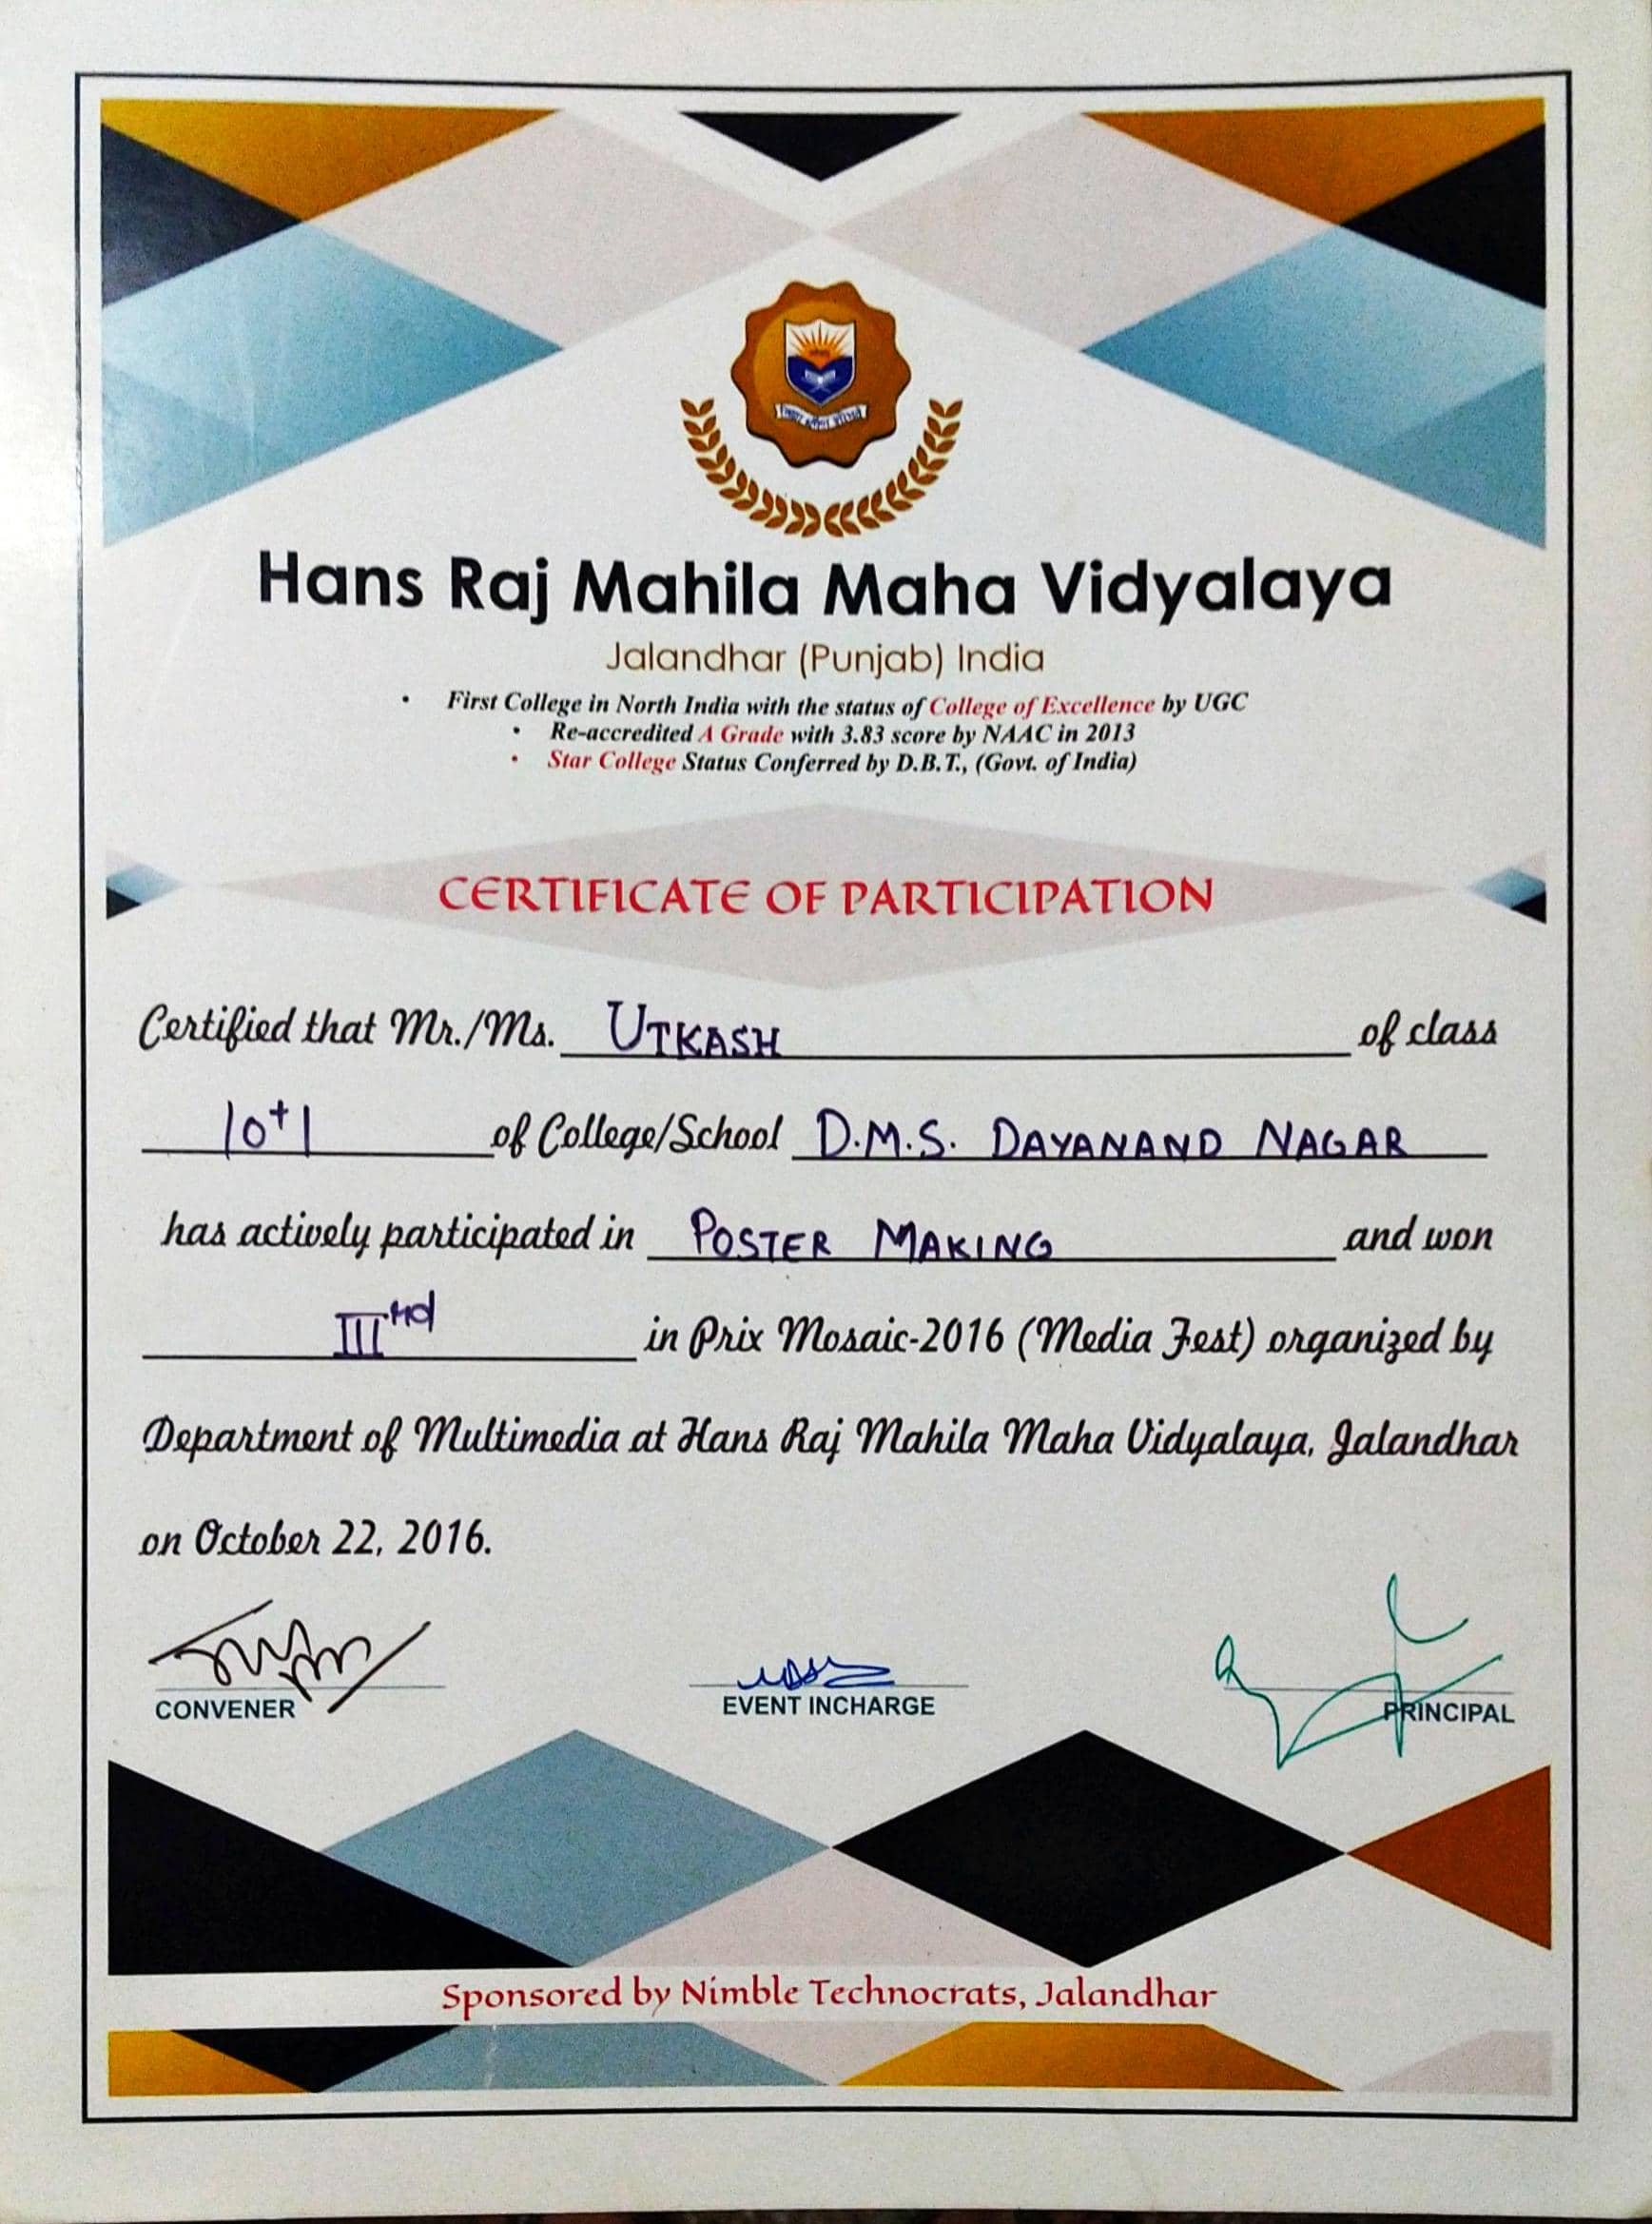 Hans Raj Mahila Maha Vidyalaya
Jalandhar (Punjab) India
• First College in North India with the status of College of Excellence by UGC
• Re-accredited A Grade with 3.83 score by NAAC in 2013
• Star College Status Conferred by D.B.T., (Govt. of India)
CERTIFICATE OF PARTICIPATION
Certified that Mr./Ms. UTKASH of class
10+1 of College/School D.M.S. DAYANAND NAGAR
has actively participated in POSTER MAKING and won
III in Prix Mosaic-2016 (Media Fest) organized by
Department of Multimedia at Hans Raj Mahila Maha Vidyalaya, Jalandhar
on October 22, 2016.
CONVENER EVENT INCHARGE PRINCIPAL
Sponsored by Nimble Technocrats, Jalandhar